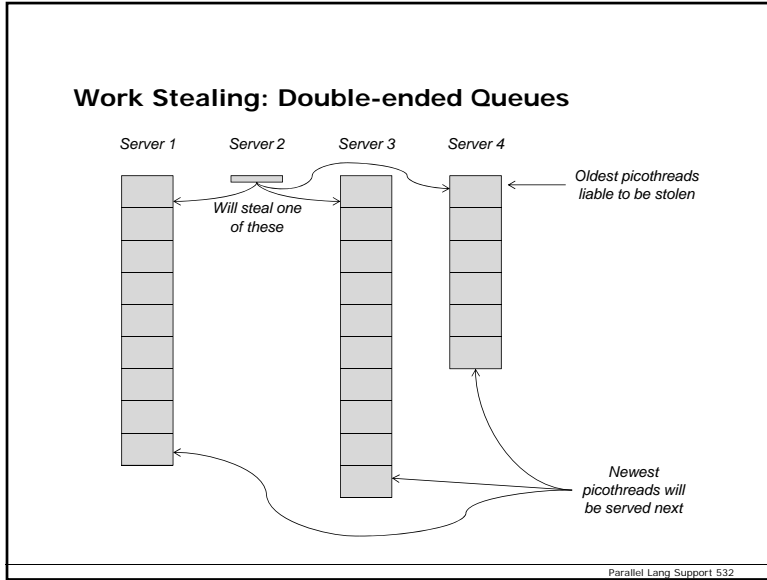 Work Stealing: Double-ended Queues
Server 1
Server 2
Server 3
Server 4
Oldest picothreads
liable to be stolen
Will steal one
of these
Newest
picothreads will
be served next
Parallel Lang Support 532